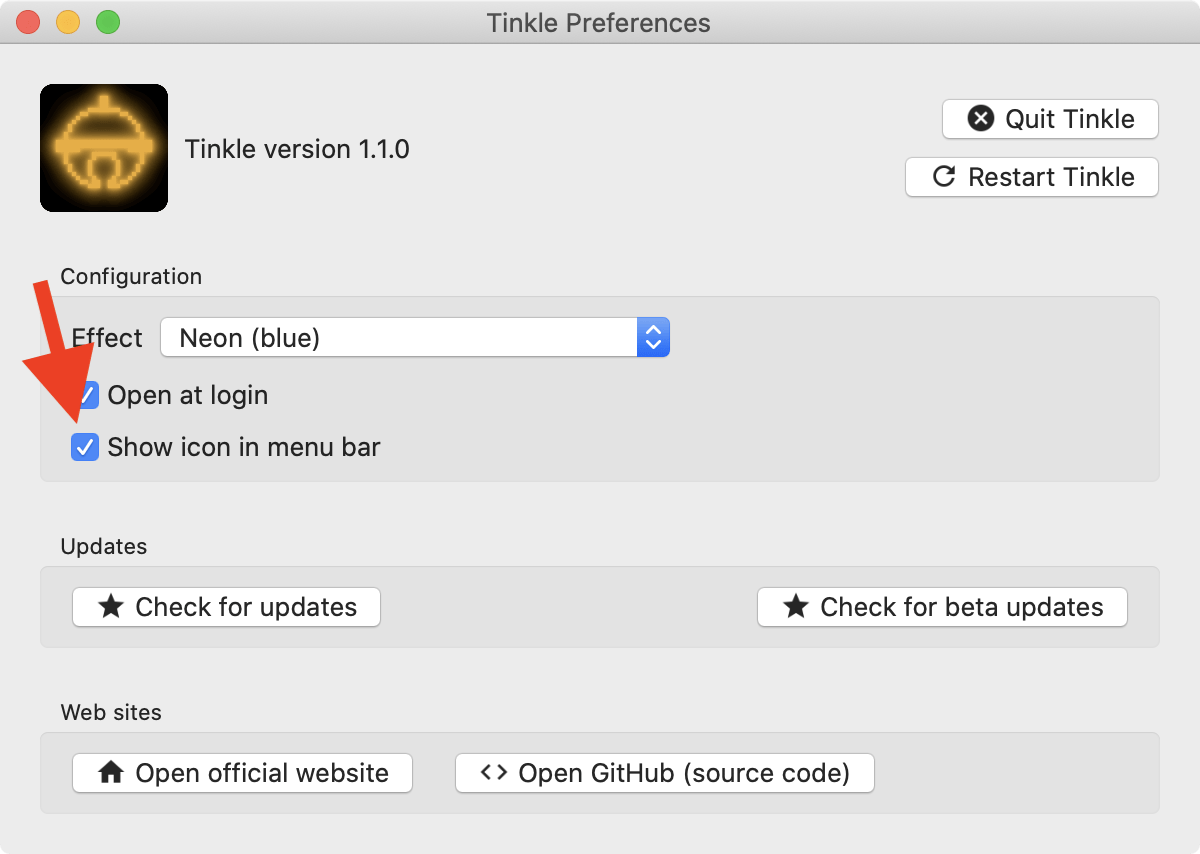 Tinkle Preferences
Tinkle version 1.1.0
Quit Tinkle
Restart Tinkle
Configuration
Effect Neon (blue)
Open at login
Show icon in menu bar
Updates
Check for updates Check for beta updates
Web sites
Open official website Open GitHub (source code)